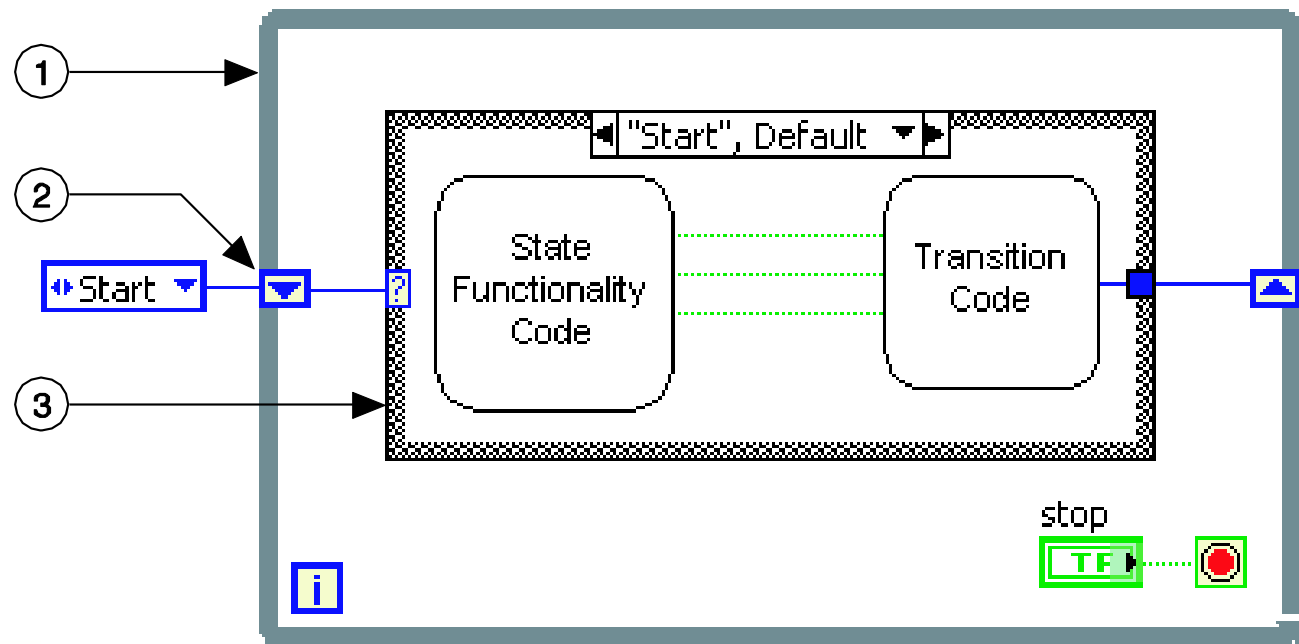 1
"Start", Default
2
State
Functionality
Code
Transition
Code
Start
?
3
stop
TF
i